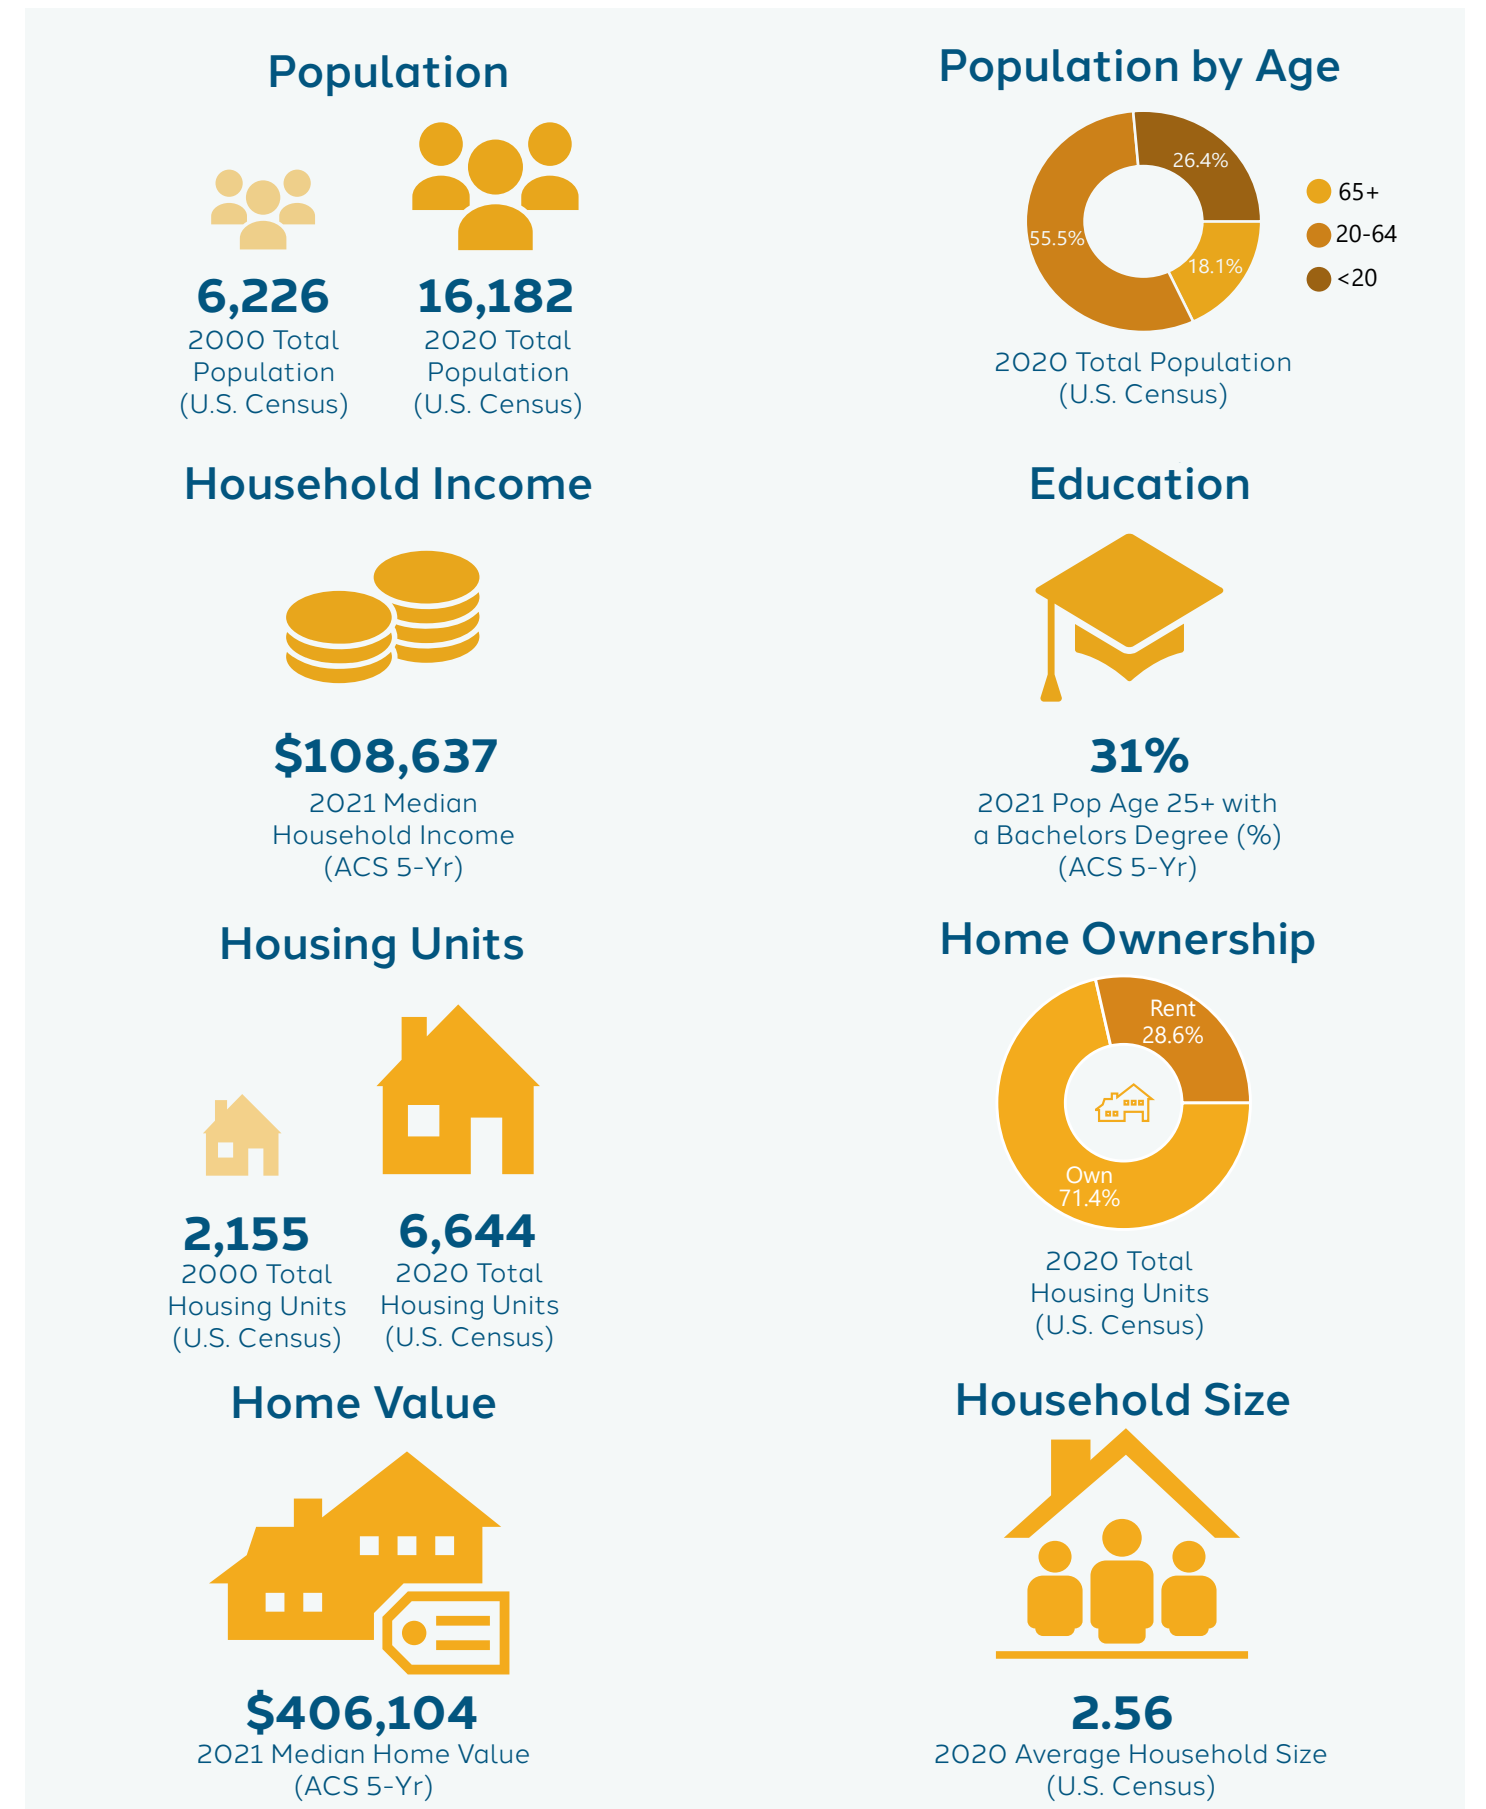 Population
6,226
2000 Total
Population
(U.S. Census)
16,182
2020 Total
Population
(U.S. Census)
Population by Age
26.4%
55.5%
18.1%
65+
20-64
<20
2020 Total Population
(U.S. Census)
Household Income
$108,637
2021 Median
Household Income
(ACS 5-Yr)
Education
31%
2021 Pop Age 25+ with
a Bachelors Degree (%)
(ACS 5-Yr)
Housing Units
2,155
2000 Total
Housing Units
(U.S. Census)
6,644
2020 Total
Housing Units
(U.S. Census)
Home Ownership
Rent
28.6%
Own
71.4%
2020 Total
Housing Units
(U.S. Census)
Home Value
$406,104
2021 Median Home Value
(ACS 5-Yr)
Household Size
2.56
2020 Average Household Size
(U.S. Census)